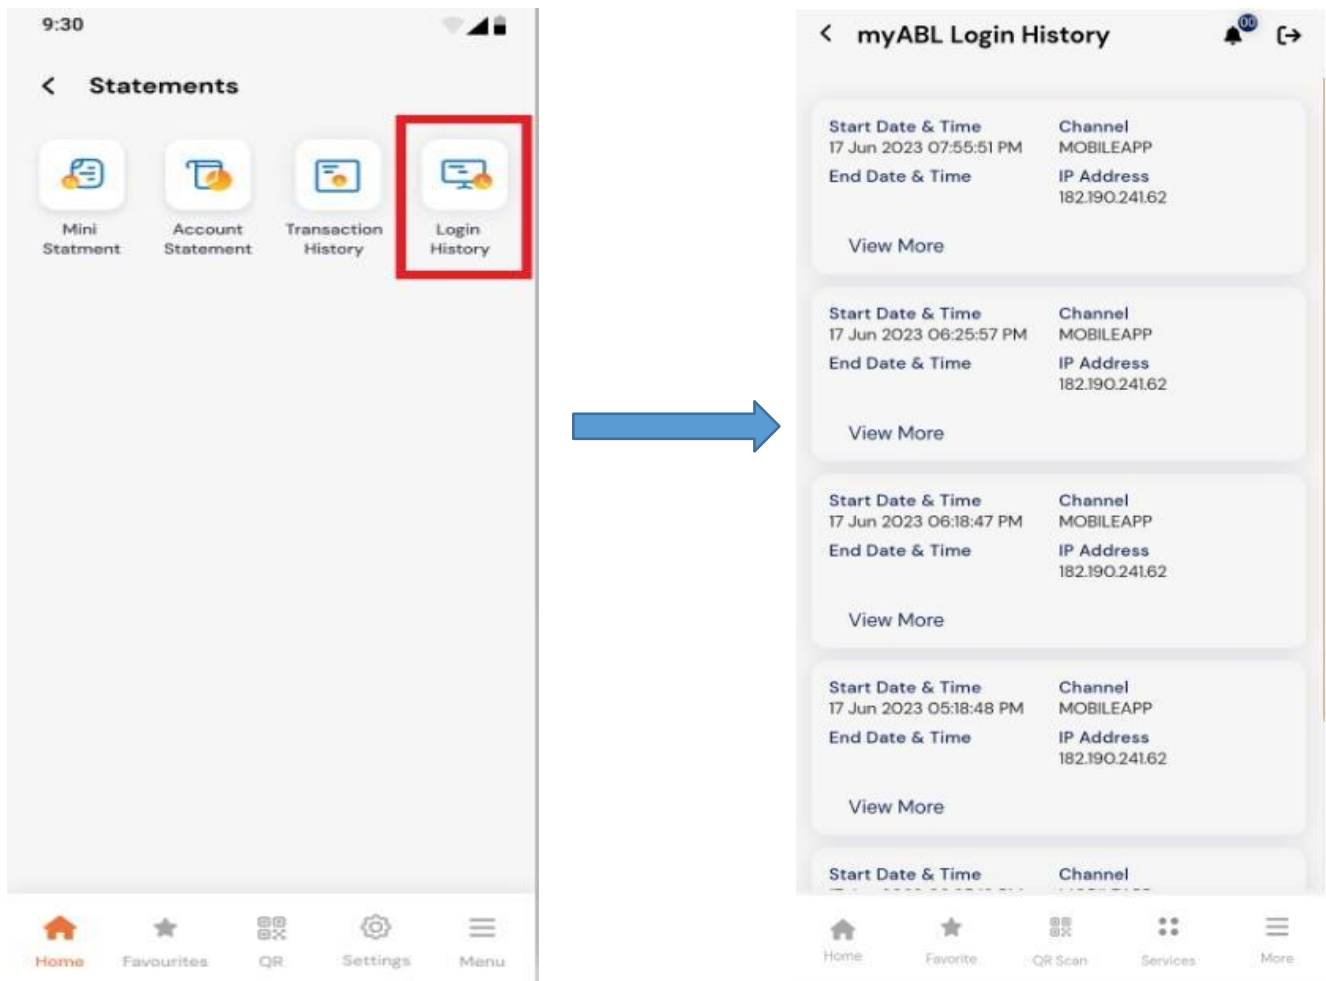 9:30
Statements
Mini
Statment
Account
Statement
Transaction
History
Login
History
Home
Favourites
QR
Settings
Menu
myABL Login History
00
Start Date & Time
Channel
17 Jun 2023 07:55:51 PM
MOBILEAPP
End Date & Time
IP Address
182.190.241.62
View More
Start Date & Time
Channel
17 Jun 2023 06:25:57 PM
MOBILEAPP
End Date & Time
IP Address
182.190.241.62
View More
Start Date & Time
Channel
17 Jun 2023 06:18:47 PM
MOBILEAPP
End Date & Time
IP Address
182.190.241.62
View More
Start Date & Time
Channel
17 Jun 2023 05:18:48 PM
MOBILEAPP
End Date & Time
IP Address
182.190.241.62
View More
Start Date & Time
Channel
Home
Favorite
QR Scan
Services
More